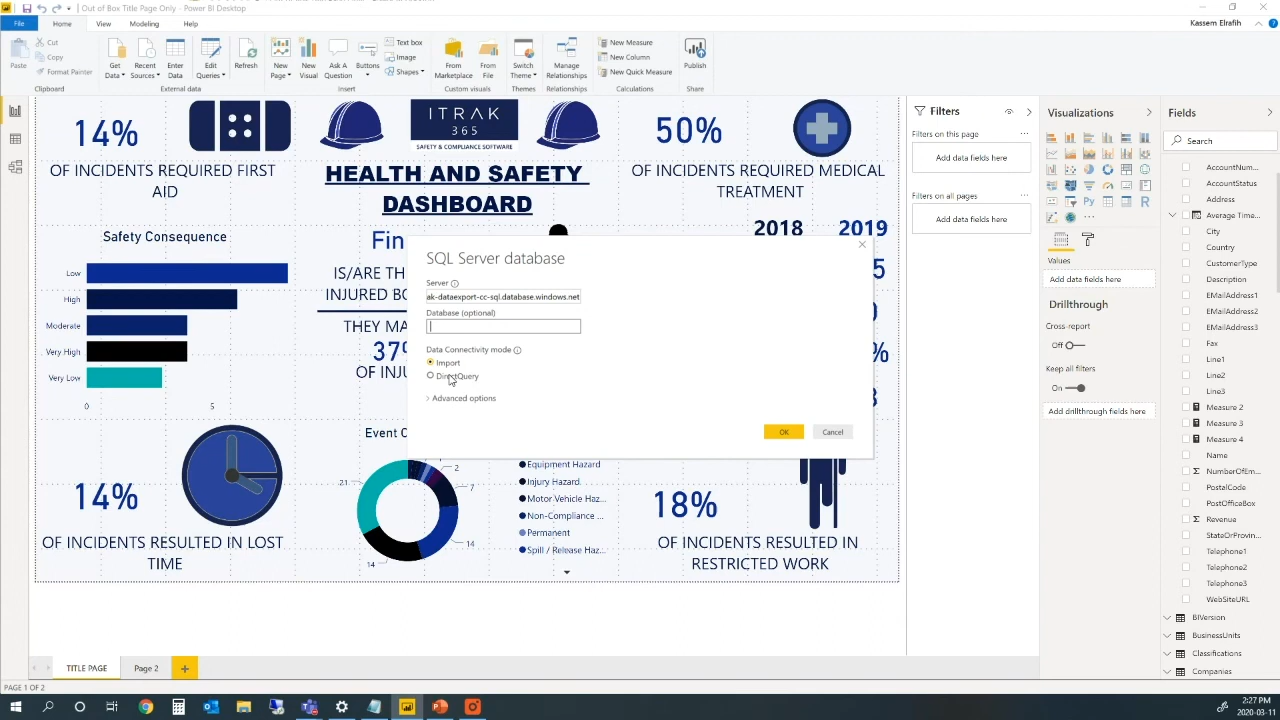 Out of Box Title Page Only - Power BI Desktop
File
Home
View
Modeling
Help
Kassem Elrafih
Paste
Cut
Copy
Format Painter
Clipboard
Get Data
Recent Sources
Enter Data
Edit Queries
Refresh
External data
New Page
New Visual
Ask A Question
Buttons
Text box
Image
Shapes
Insert
From Marketplace
From File
Custom visuals
Switch Theme
Themes
Manage Relationships
Relationships
New Measure
New Column
New Quick Measure
Calculations
Publish
Share
14%
OF INCIDENTS REQUIRED FIRST
AID
ITRAK
365
SAFETY & COMPLIANCE SOFTWARE
HEALTH AND SAFETY
DASHBOARD
50%
OF INCIDENTS REQUIRED MEDICAL
TREATMENT
2018 2019
Safety Consequence
Low
High
Moderate
Very High
Very Low
0 5
Fin
IS/ARE TH
INJURED BO
THEY MA
37
OF INJU
5
%
SQL Server database
Server
ak-dataexport-cc-sql.database.windows.net
Database (optional)
Data Connectivity mode
Import
DirectQuery
Advanced options
OK
Cancel
14%
OF INCIDENTS RESULTED IN LOST
TIME
Event C
21
2
7
14
14
Equipment Hazard
Injury Hazard
Motor Vehicle Haz...
Non-Compliance ...
Permanent
Spill / Release Haz...
18%
OF INCIDENTS RESULTED IN
RESTRICTED WORK
Filters
Filters on this page
Add data fields here
Filters on all pages
Add data fields here
Visualizations
Values
Add data fields here
Drillthrough
Cross-report
Off
Keep all filters
On
Add drillthrough fields here
Fields
Search
AccountNum...
AccountStatus
Address
Average Time...
City
Country
CustomerType
Description
EMailAddress1
EMailAddress2
EMailAddress3
Fax
Line1
Line2
Line3
Measure 2
Measure 3
Measure 4
Name
NumberOfEm...
PostalCode
PostOfficeBox
Revenue
StateOrProvin...
Telephone1
Telephone2
Telephone3
WebSiteURL
BIVersion
BusinessUnits
Classifications
Companies
TITLE PAGE
Page 2
PAGE 1 OF 2
2:27 PM
2020-03-11